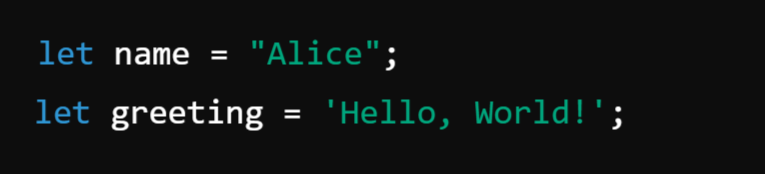 let name = "Alice";
let greeting = 'Hello, World!';